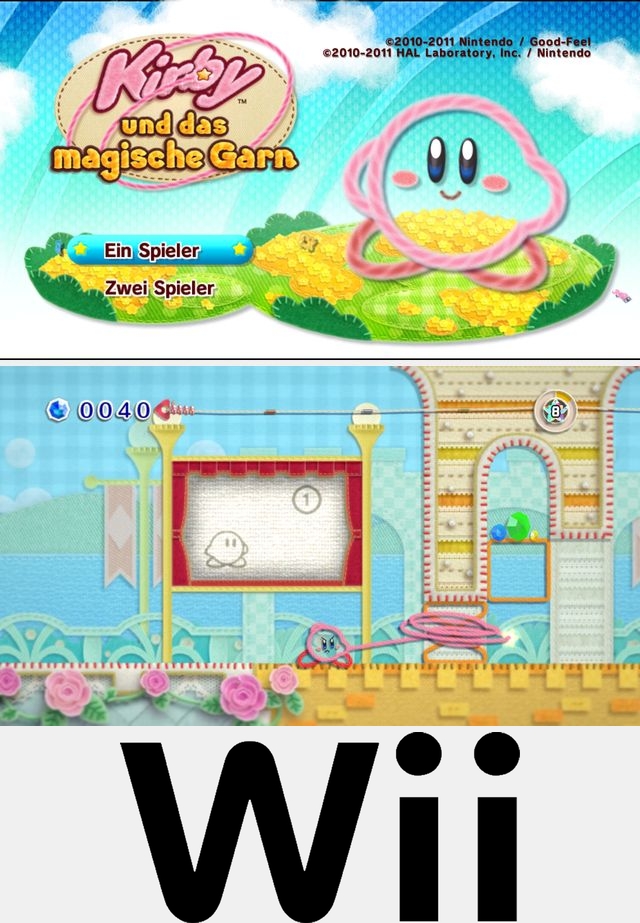 ©2010-2011 Nintendo / Good-Feel
©2010-2011 HAL Laboratory, Inc. / Nintendo
Kirby™
und das
magische Garn
Ein Spieler
Zwei Spieler
0040
8
1
Wii